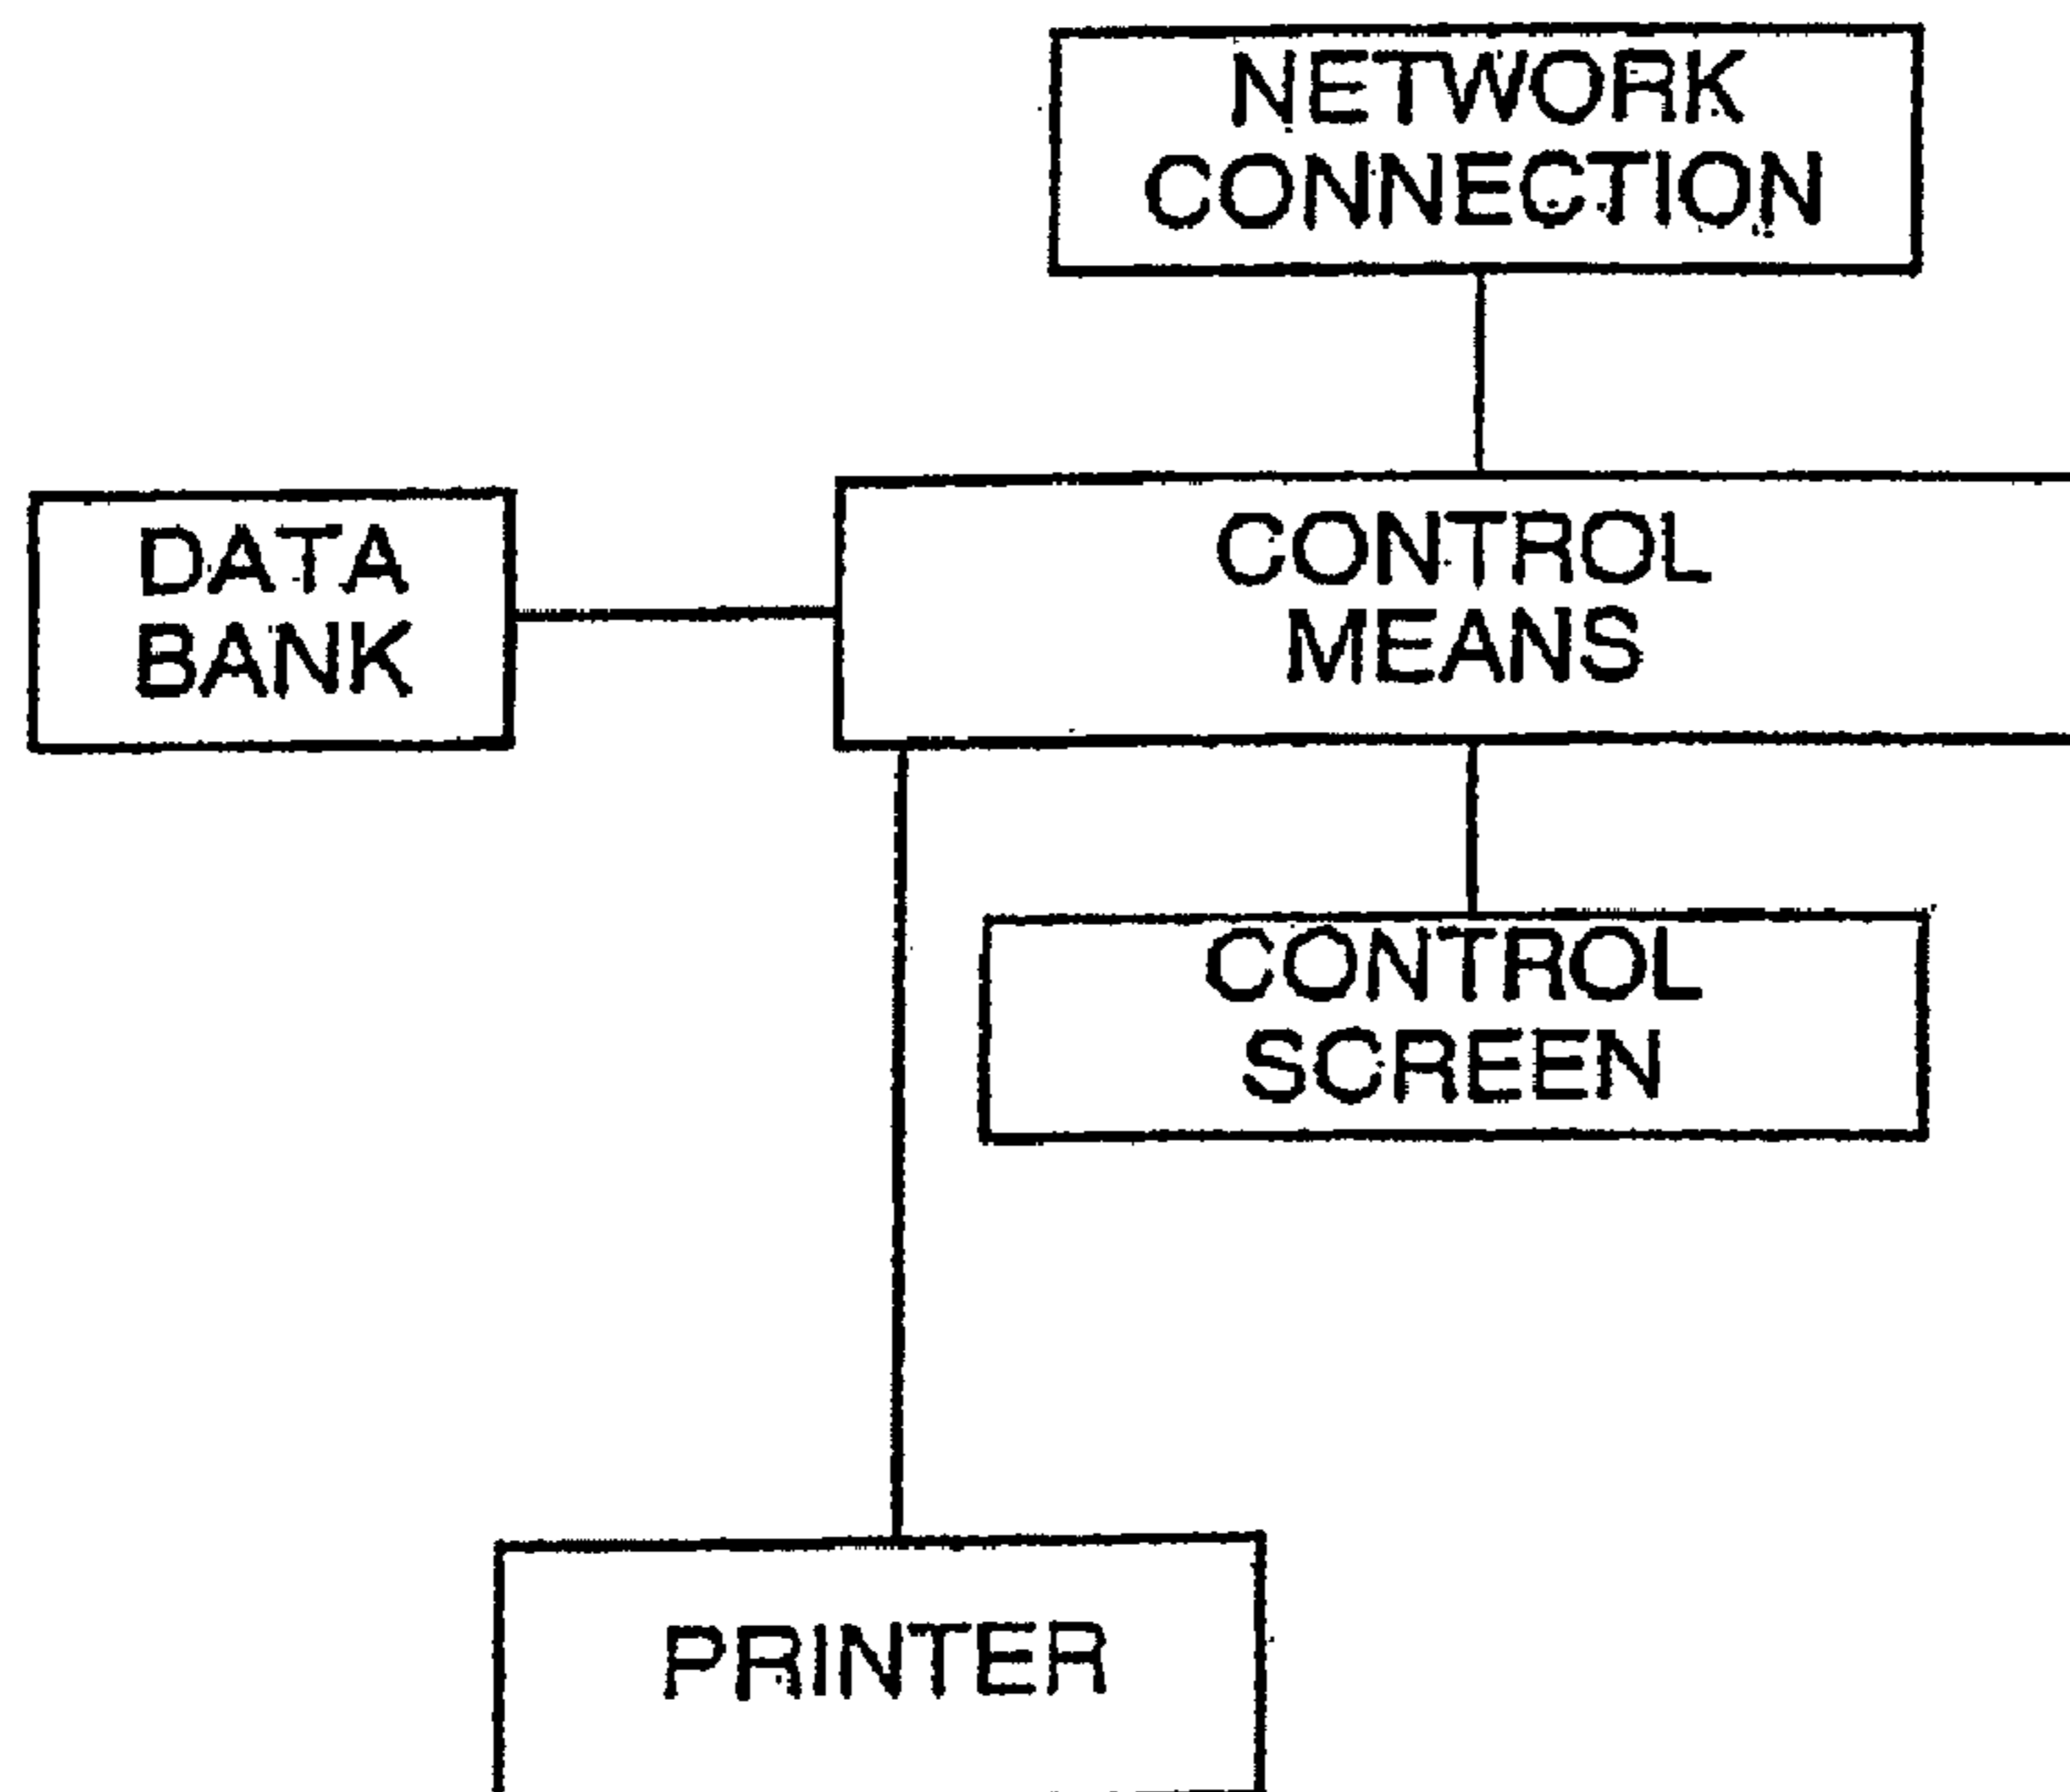 NETWORK
CONNECTION
DATA
BANK
CONTROL
MEANS
CONTROL
SCREEN
PRINTER